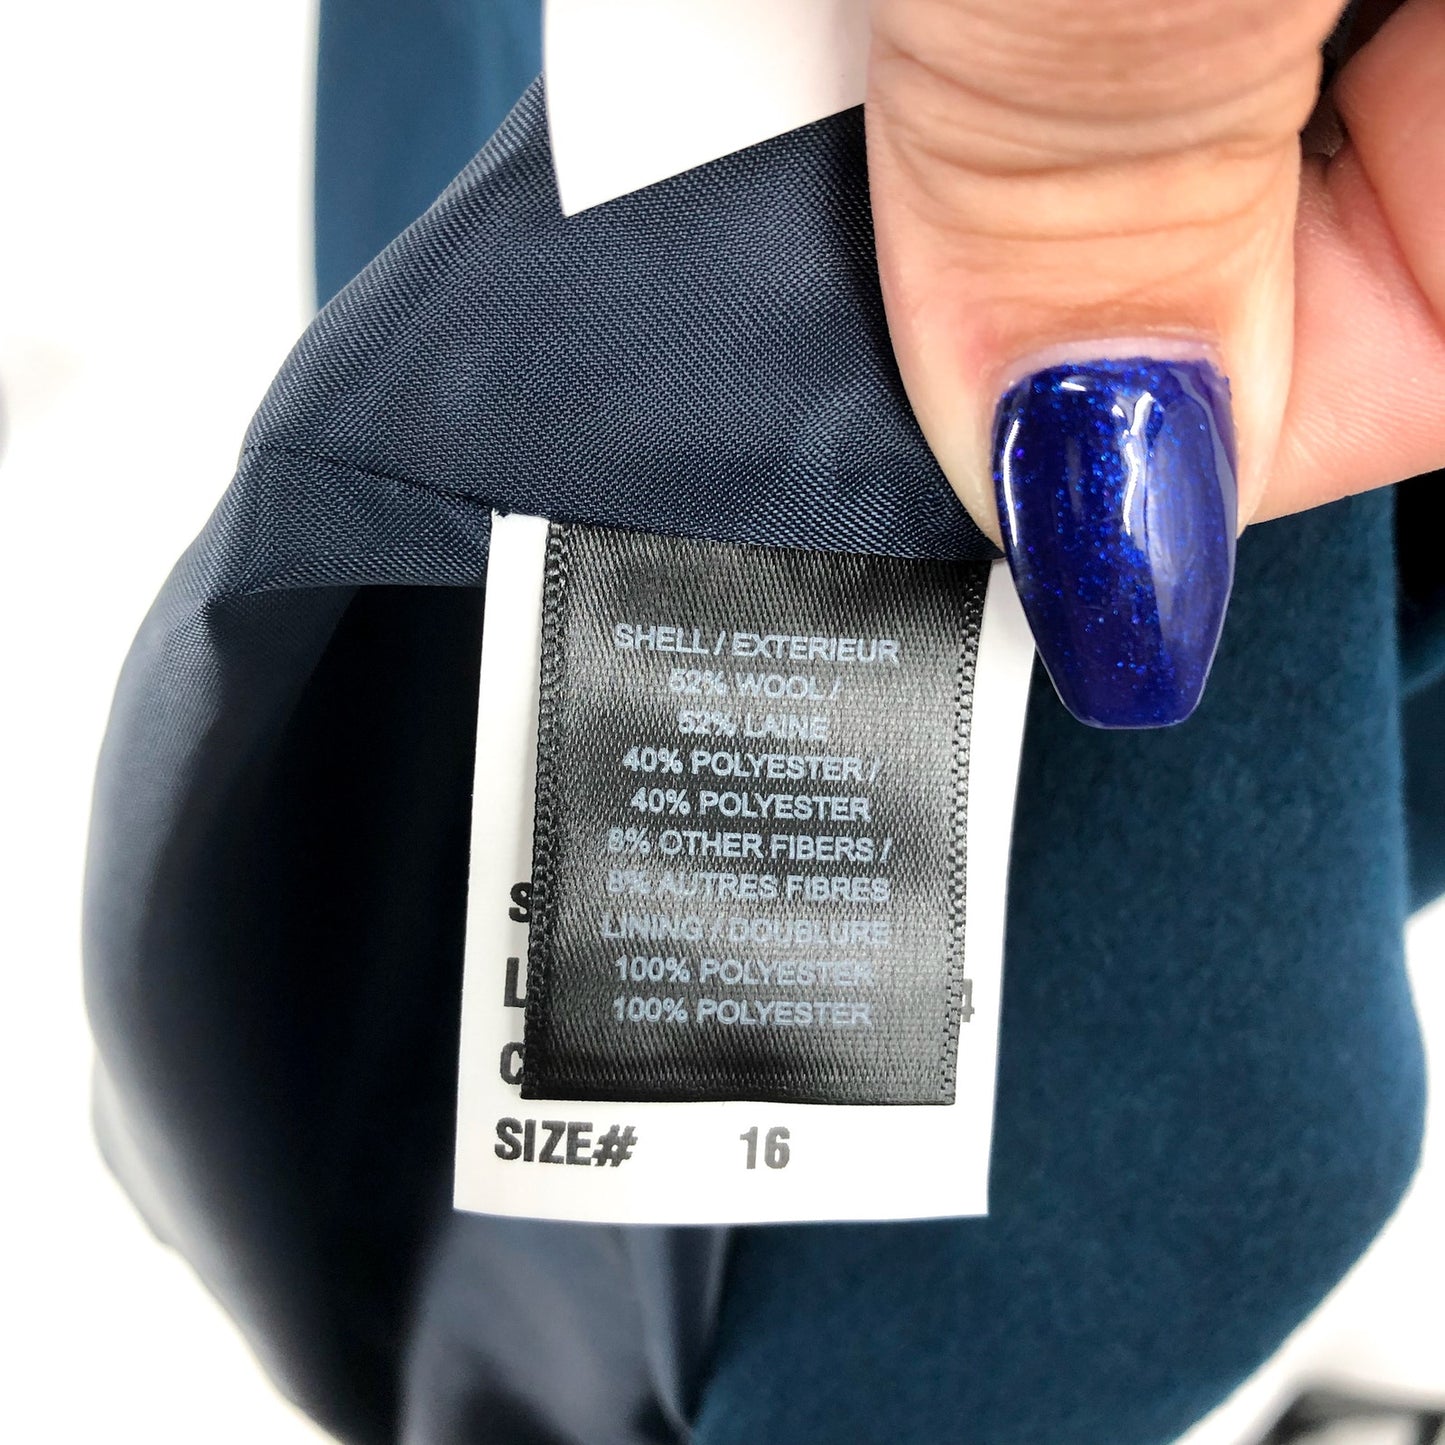 SHELL / EXTERIEUR
52% WOOL /
52% LAINE
40% POLYESTER /
40% POLYESTER
8% OTHER FIBERS /
8% AUTRES FIBRES
LINING / DOUBLURE
100% POLYESTER
100% POLYESTER
SIZE# 16